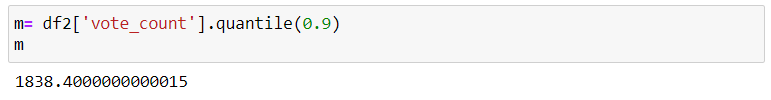 m= df2['vote_count'].quantile(0.9)
m
1838.4000000000015